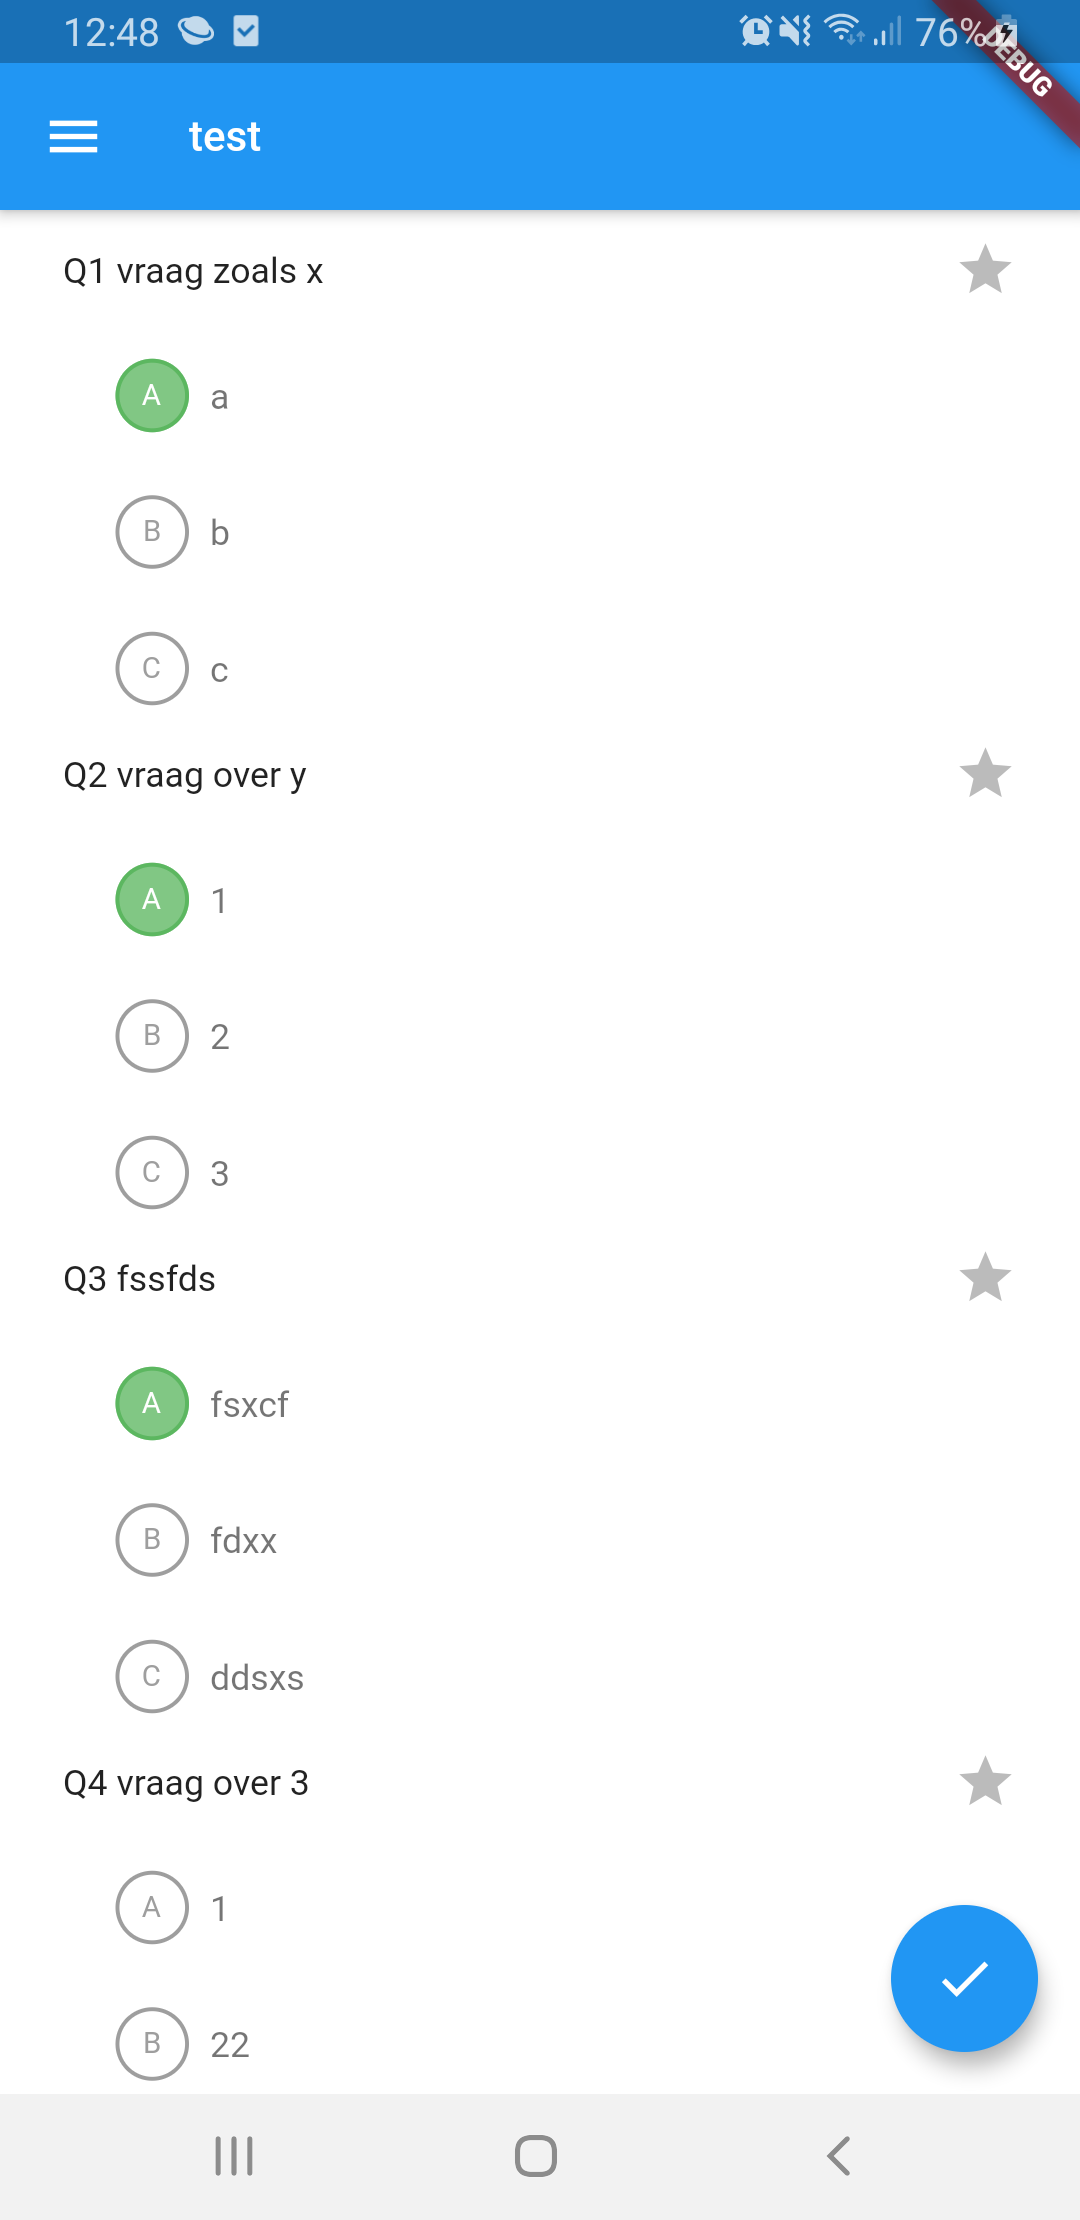 12:48 76%
DEBUG
test
Q1 vraag zoals x
A a
B b
C c
Q2 vraag over y
A 1
B 2
C 3
Q3 fssfds
A fsxcf
B fdxx
C ddsxs
Q4 vraag over 3
A 1
B 22